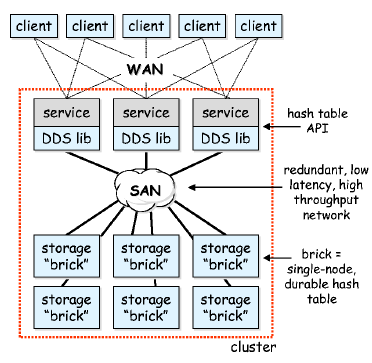 client client client client client
WAN
service service service
DDS lib DDS lib DDS lib
hash table
API
SAN
redundant, low
latency, high
throughput
network
storage storage storage
"brick" "brick" "brick"
brick =
single-node,
durable hash
table
storage storage storage
"brick" "brick" "brick"
cluster